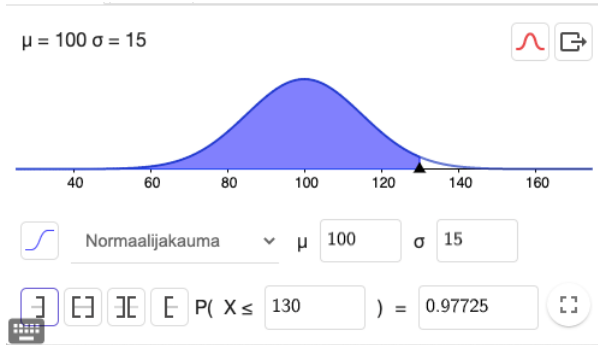 μ = 100 σ = 15
40 60 80 100 120 140 160
Normaalijakauma μ 100 σ 15
P( X ≤ 130 ) = 0.97725